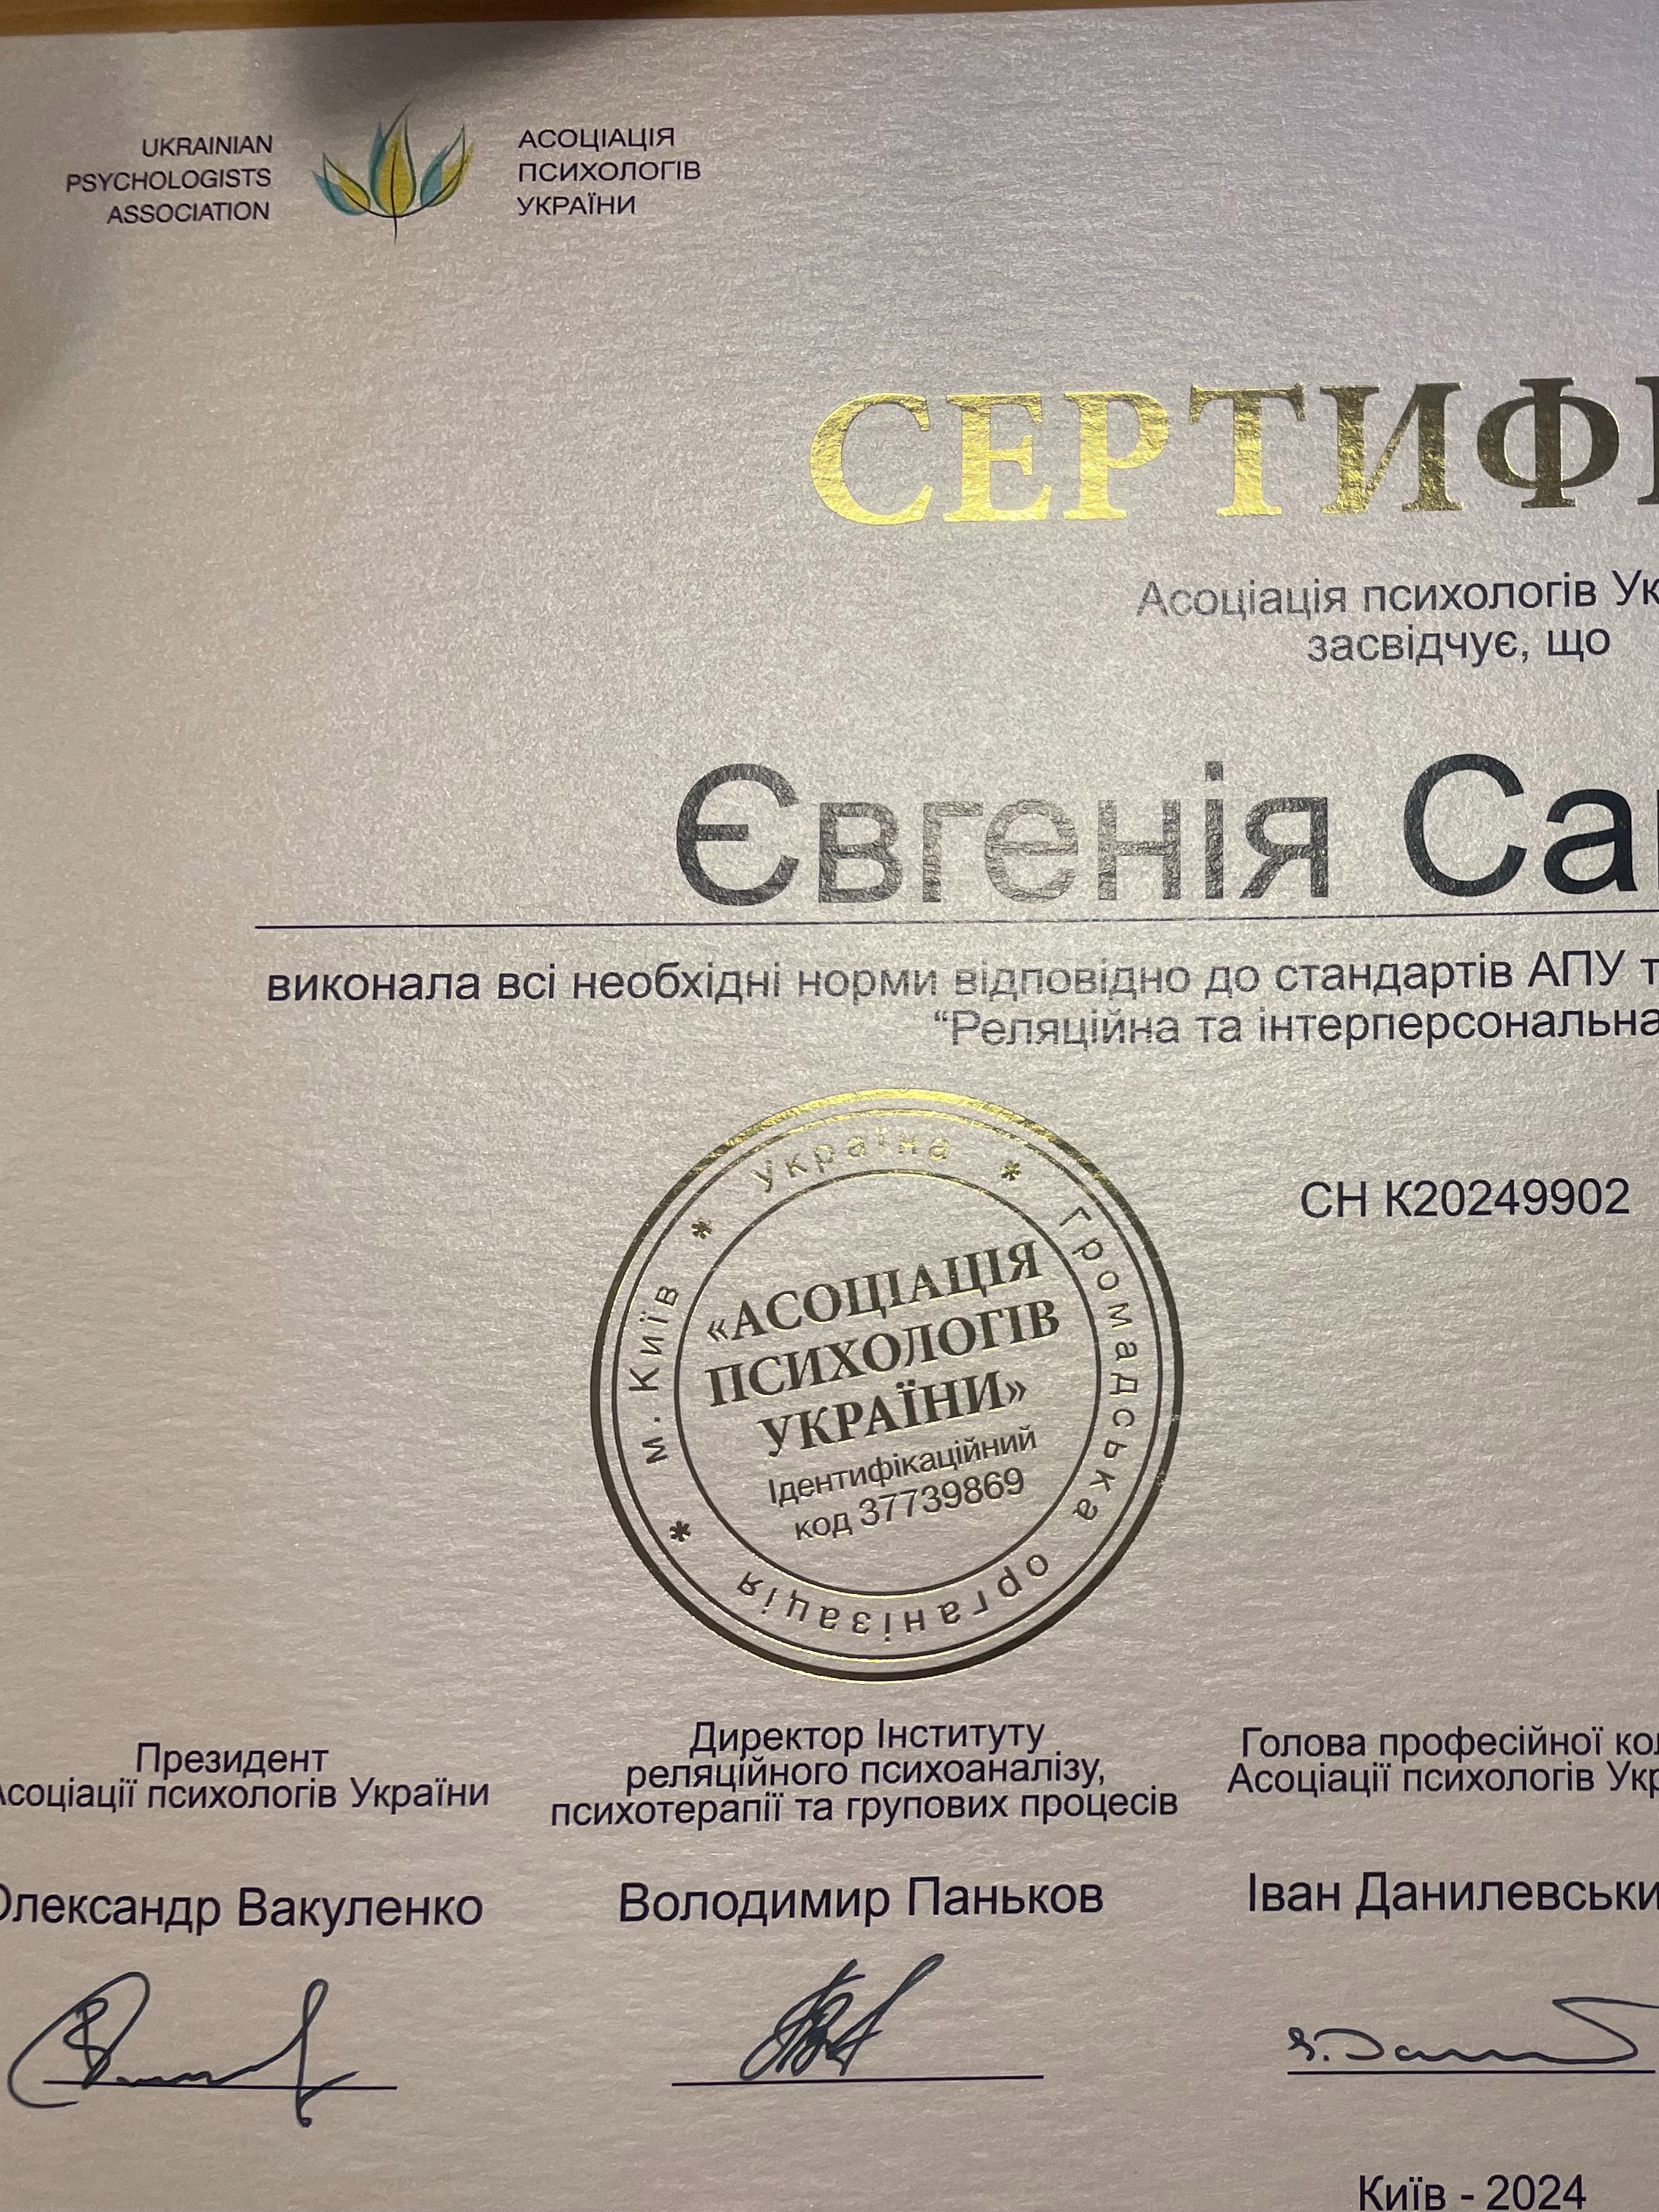 UKRAINIAN
PSYCHOLOGISTS
ASSOCIATION
АСОЦІАЦІЯ
ПСИХОЛОГІВ
УКРАЇНИ
СЕРТИФ
Асоціація психологів Ук
засвідчує, що
Євгенія Са
виконала всі необхідні норми відповідно до стандартів АПУ т
“Реляційна та інтерперсональна
СН К20249902
* Україна * Громадська організація * м. Київ
«АСОЦІАЦІЯ
ПСИХОЛОГІВ
УКРАЇНИ»
Ідентифікаційний
код 37739869
Президент
Асоціації психологів України
Олександр Вакуленко
Директор Інституту
реляційного психоаналізу,
психотерапії та групових процесів
Володимир Паньков
Голова професійної кол
Асоціації психологів Укр
Іван Данилевськи
Київ - 2024